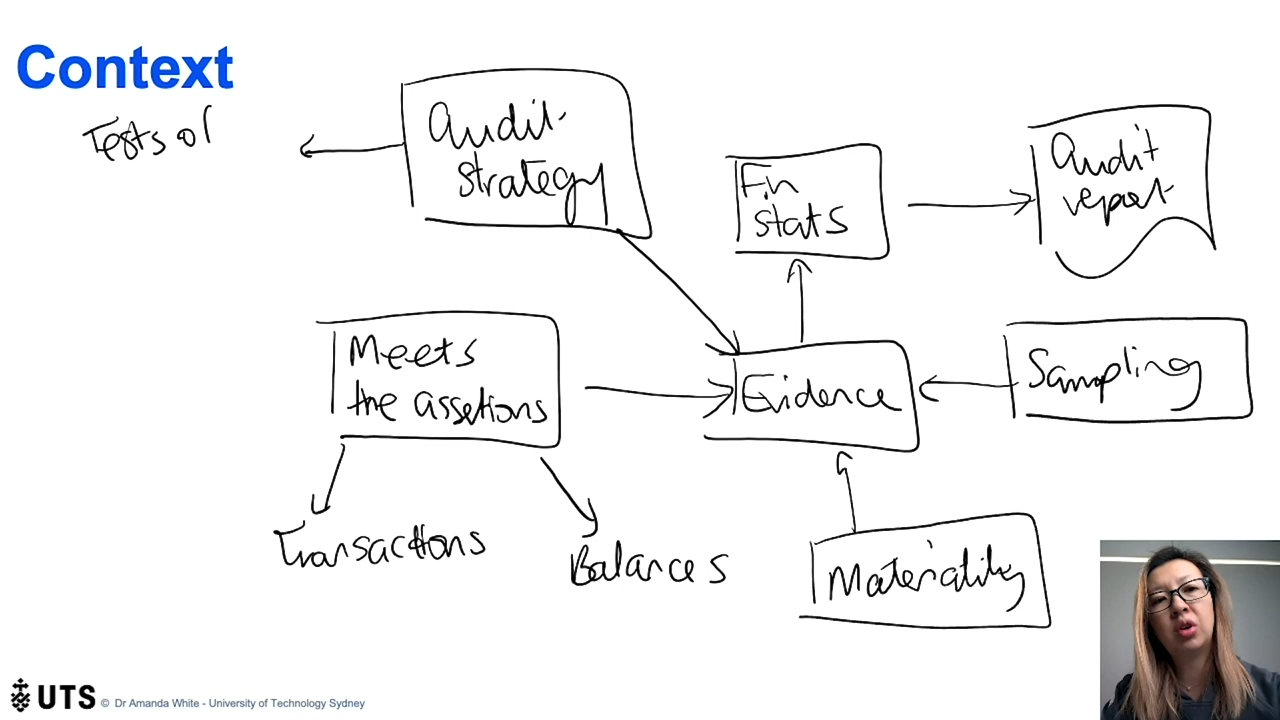 Context
Tests of
Audit
strategy
Fin
stats
Audit
report
Meets
the assetions
Evidence
Sampling
Transactions
Balances
Materiality
UTS © Dr Amanda White - University of Technology Sydney